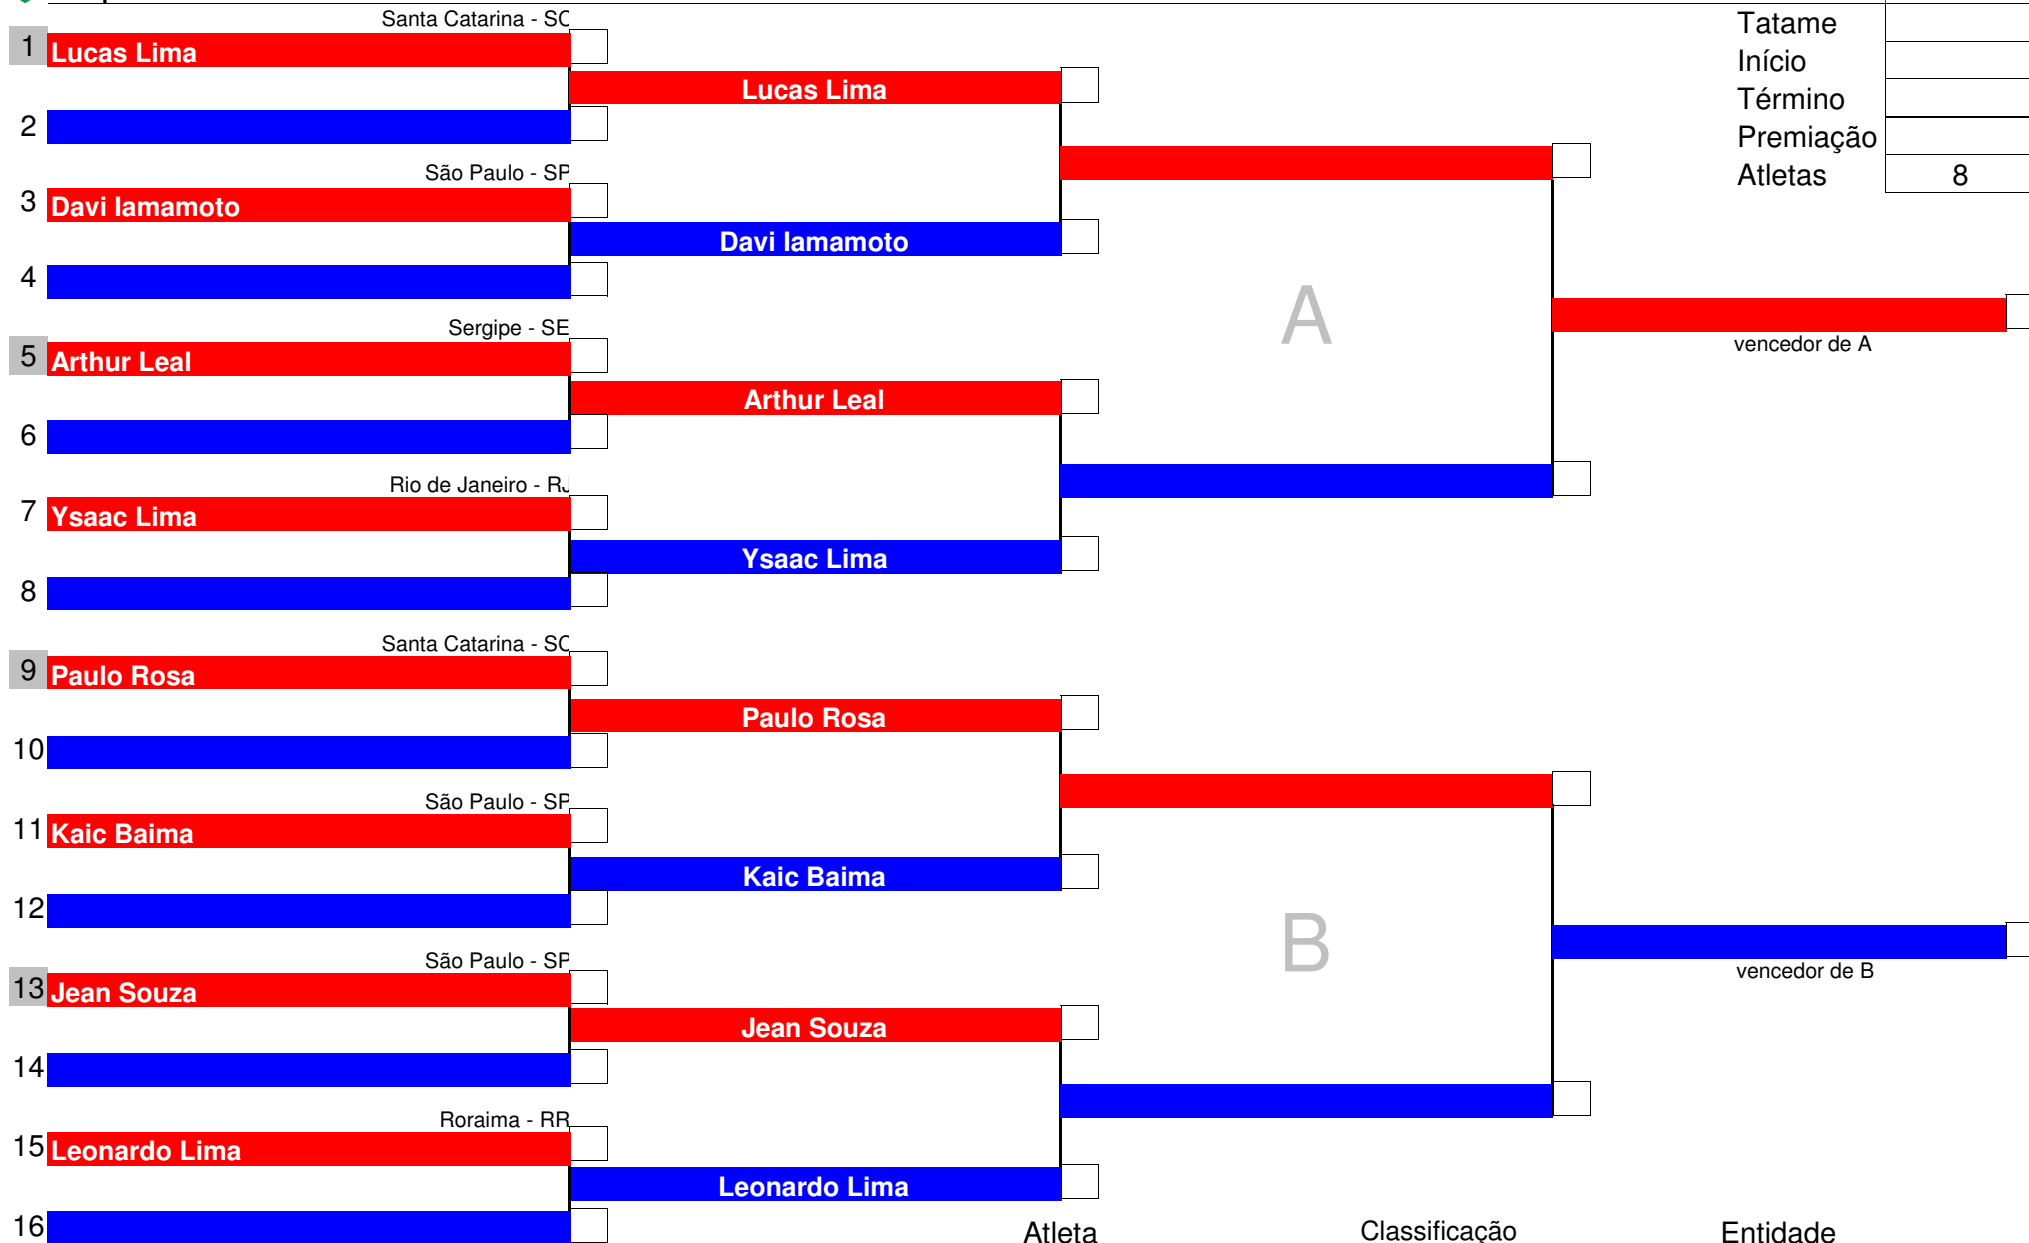 Santa Catarina - SC
1 Lucas Lima
Lucas Lima
2
São Paulo - SP
3 Davi Iamamoto
Davi Iamamoto
4
Sergipe - SE
5 Arthur Leal
Arthur Leal
6
Rio de Janeiro - RJ
7 Ysaac Lima
Ysaac Lima
8
Santa Catarina - SC
9 Paulo Rosa
Paulo Rosa
10
São Paulo - SP
11 Kaic Baima
Kaic Baima
12
São Paulo - SP
13 Jean Souza
Jean Souza
14
Roraima - RR
15 Leonardo Lima
Leonardo Lima
16
A
B
vencedor de A
vencedor de B
Tatame
Início
Término
Premiação
Atletas 8
Atleta Classificação Entidade